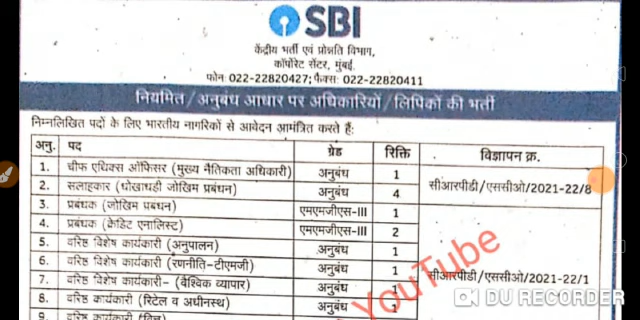 SBI
केंद्रीय भर्ती एवं प्रोन्नति विभाग,
कॉर्पोरेट सेंटर, मुंबई.
फोन: 022-22820427; फैक्स: 022-22820411
नियमित/अनुबंध आधार पर अधिकारियों/लिपिकों की भर्ती
निम्नलिखित पदों के लिए भारतीय नागरिकों से आवेदन आमंत्रित करते हैं:
अनु. पद ग्रेड रिक्ति विज्ञापन क्र.
1. चीफ एथिक्स ऑफिसर (मुख्य नैतिकता अधिकारी) अनुबंध 1
2. सलाहकार (धोखाधड़ी जोखिम प्रबंधन) अनुबंध 4
सीआरपीडी/एससीओ/2021-22/8
3. प्रबंधक (जोखिम प्रबंधन) एमएमजीएस-III 1
4. प्रबंधक (क्रेडिट एनालिस्ट) एमएमजीएस-III 2
5. वरिष्ठ विशेष कार्यकारी (अनुपालन) अनुबंध 1
6. वरिष्ठ विशेष कार्यकारी (रणनीति-टीएमजी) अनुबंध 1
सीआरपीडी/एससीओ/2021-22/1
7. वरिष्ठ विशेष कार्यकारी- (वैश्विक व्यापार) अनुबंध 1
8. वरिष्ठ कार्यकारी (रिटेल व अधीनस्थ) अनुबंध 1
9. वरिष्ठ कार्यकारी (वित्त)
YouTube
DU RECORDER